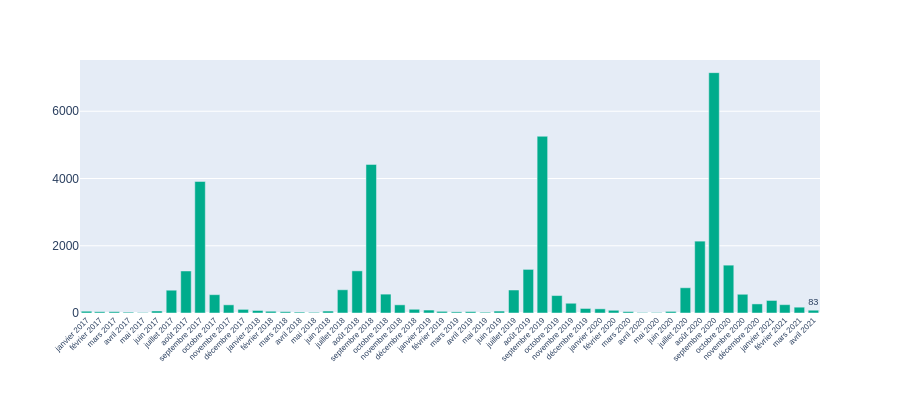 6000
4000
2000
0
83
janvier 2017
février 2017
mars 2017
avril 2017
mai 2017
juin 2017
juillet 2017
août 2017
septembre 2017
octobre 2017
novembre 2017
décembre 2017
janvier 2018
février 2018
mars 2018
avril 2018
mai 2018
juin 2018
juillet 2018
août 2018
septembre 2018
octobre 2018
novembre 2018
décembre 2018
janvier 2019
février 2019
mars 2019
avril 2019
mai 2019
juin 2019
juillet 2019
août 2019
septembre 2019
octobre 2019
novembre 2019
décembre 2019
janvier 2020
février 2020
mars 2020
avril 2020
mai 2020
juin 2020
juillet 2020
août 2020
septembre 2020
octobre 2020
novembre 2020
décembre 2020
janvier 2021
février 2021
mars 2021
avril 2021